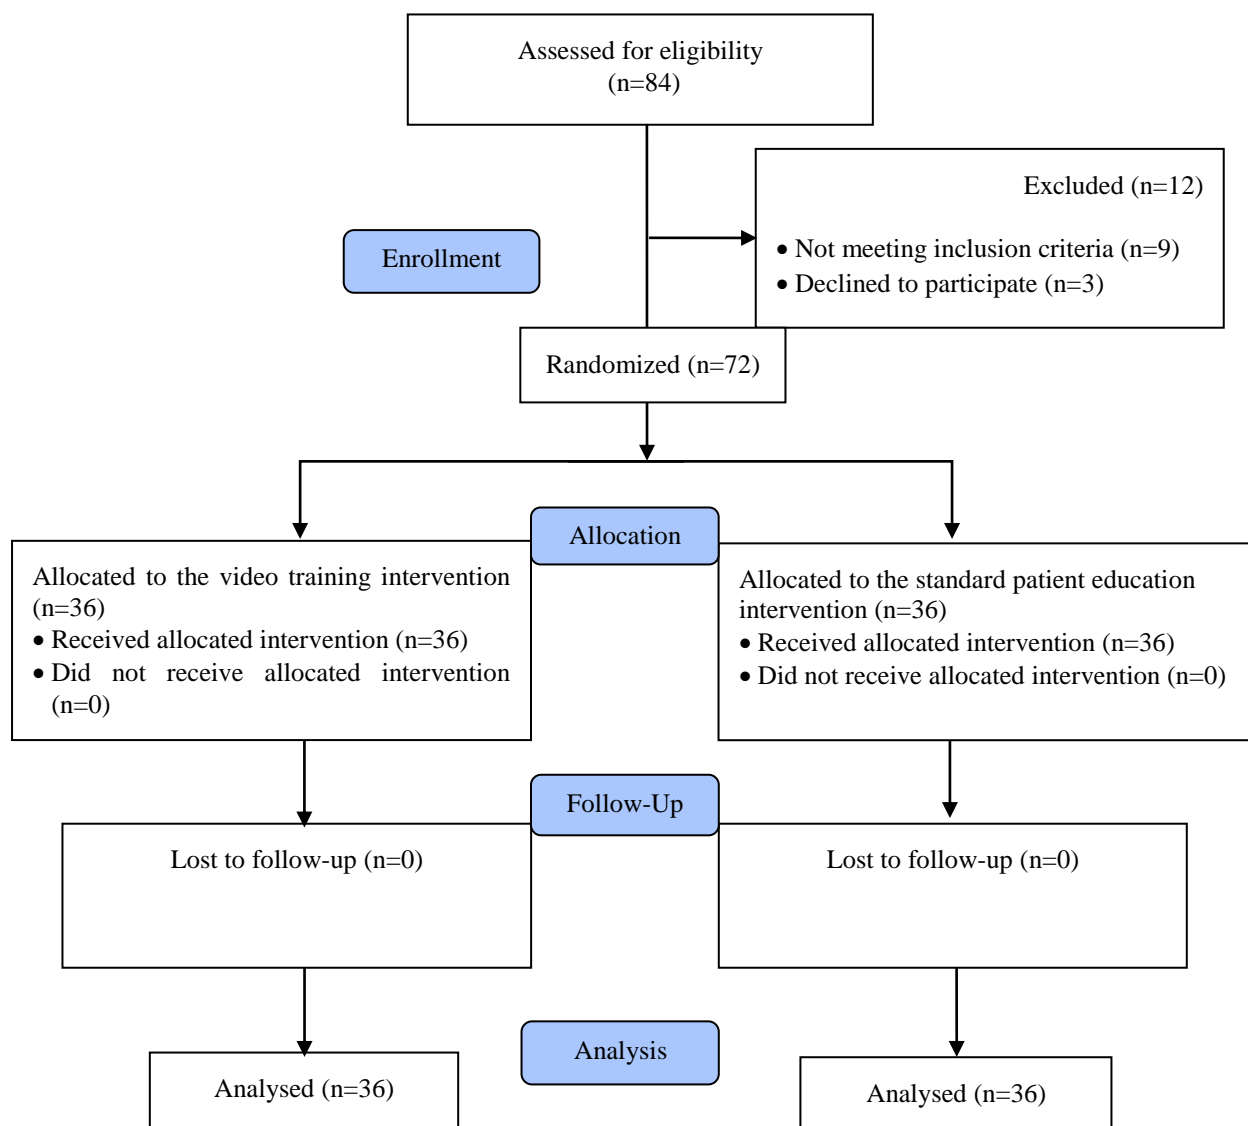 Assessed for eligibility
(n=84)
Excluded (n=12)
• Not meeting inclusion criteria (n=9)
• Declined to participate (n=3)
Enrollment
Randomized (n=72)
Allocation
Allocated to the video training intervention
(n=36)
• Received allocated intervention (n=36)
• Did not receive allocated intervention
(n=0)
Allocated to the standard patient education
intervention (n=36)
• Received allocated intervention (n=36)
• Did not receive allocated intervention (n=0)
Follow-Up
Lost to follow-up (n=0)
Lost to follow-up (n=0)
Analysis
Analysed (n=36)
Analysed (n=36)